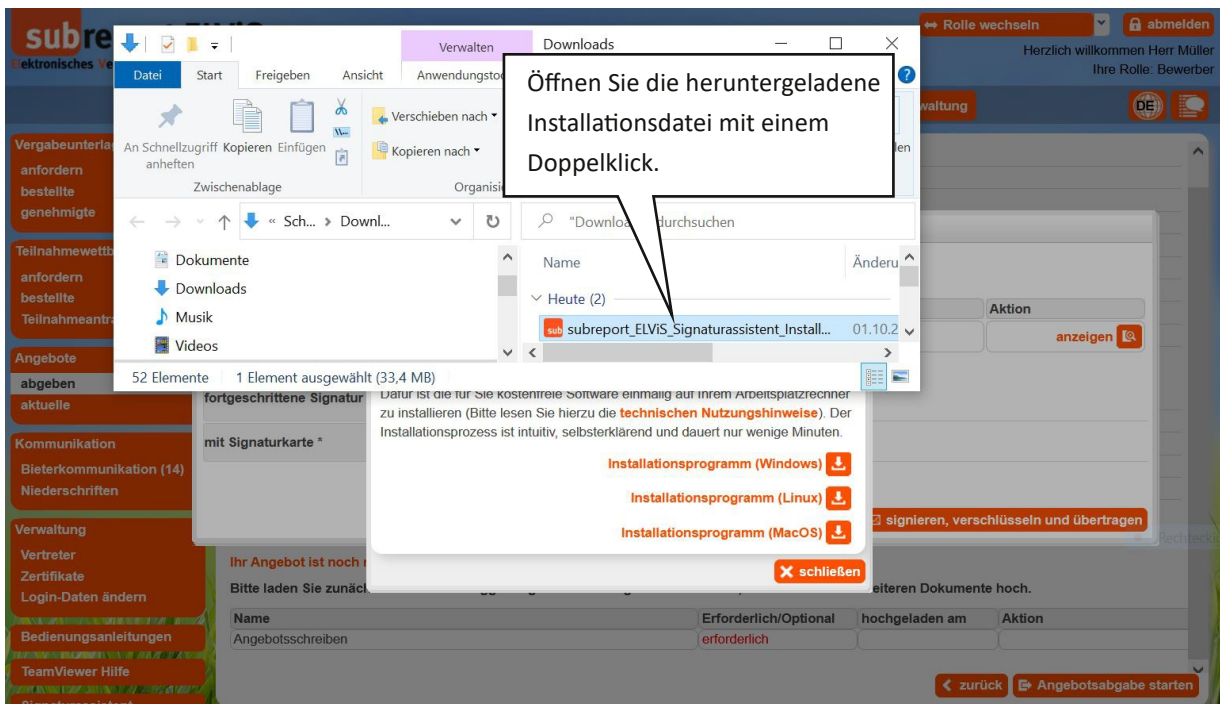 subre
Elektronisches Ve
Rolle wechseln
abmelden
Herzlich willkommen Herr Müller
Ihre Rolle: Bewerber
waltung
DE
Verwalten
Downloads
Datei Start Freigeben Ansicht Anwendungstoo
Öffnen Sie die heruntergeladene
Installationsdatei mit einem
Doppelklick.
An Schnellzugriff anheften
Kopieren
Einfügen
Verschieben nach
Kopieren nach
len
Zwischenablage
Organisi
« Sch... > Downl...
"Downloa durchsuchen
Dokumente
Downloads
Musik
Videos
Name Änderu
Heute (2)
sub subreport_ELViS_Signaturassistent_Install... 01.10.2
52 Elemente 1 Element ausgewählt (33,4 MB)
Vergabeunterla
anfordern
bestellte
genehmigte
Teilnahmewettb
anfordern
bestellte
Teilnahmeantr
Angebote
abgeben
aktuelle
Kommunikation
Bieterkommunikation (14)
Niederschriften
Verwaltung
Vertreter
Zertifikate
Login-Daten ändern
Bedienungsanleitungen
TeamViewer Hilfe
Signaturassistent
Aktion
anzeigen
fortgeschrittene Signatur
mit Signaturkarte *
Dafür ist die für Sie kostenfreie Software einmalig auf Ihrem Arbeitsplatzrechner
zu installieren (Bitte lesen Sie hierzu die technischen Nutzungshinweise). Der
Installationsprozess ist intuitiv, selbsterklärend und dauert nur wenige Minuten.
Installationsprogramm (Windows)
Installationsprogramm (Linux)
Installationsprogramm (MacOS)
schließen
signieren, verschlüsseln und übertragen
Rechtecki
Ihr Angebot ist noch
Bitte laden Sie zunäc
eiteren Dokumente hoch.
Name Erforderlich/Optional hochgeladen am Aktion
Angebotsschreiben erforderlich
zurück Angebotsabgabe starten